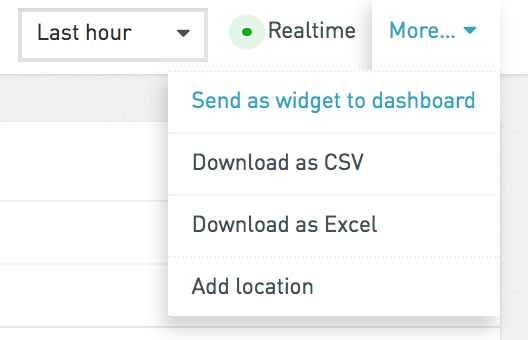 Last hour
Realtime
More...
Send as widget to dashboard
Download as CSV
Download as Excel
Add location